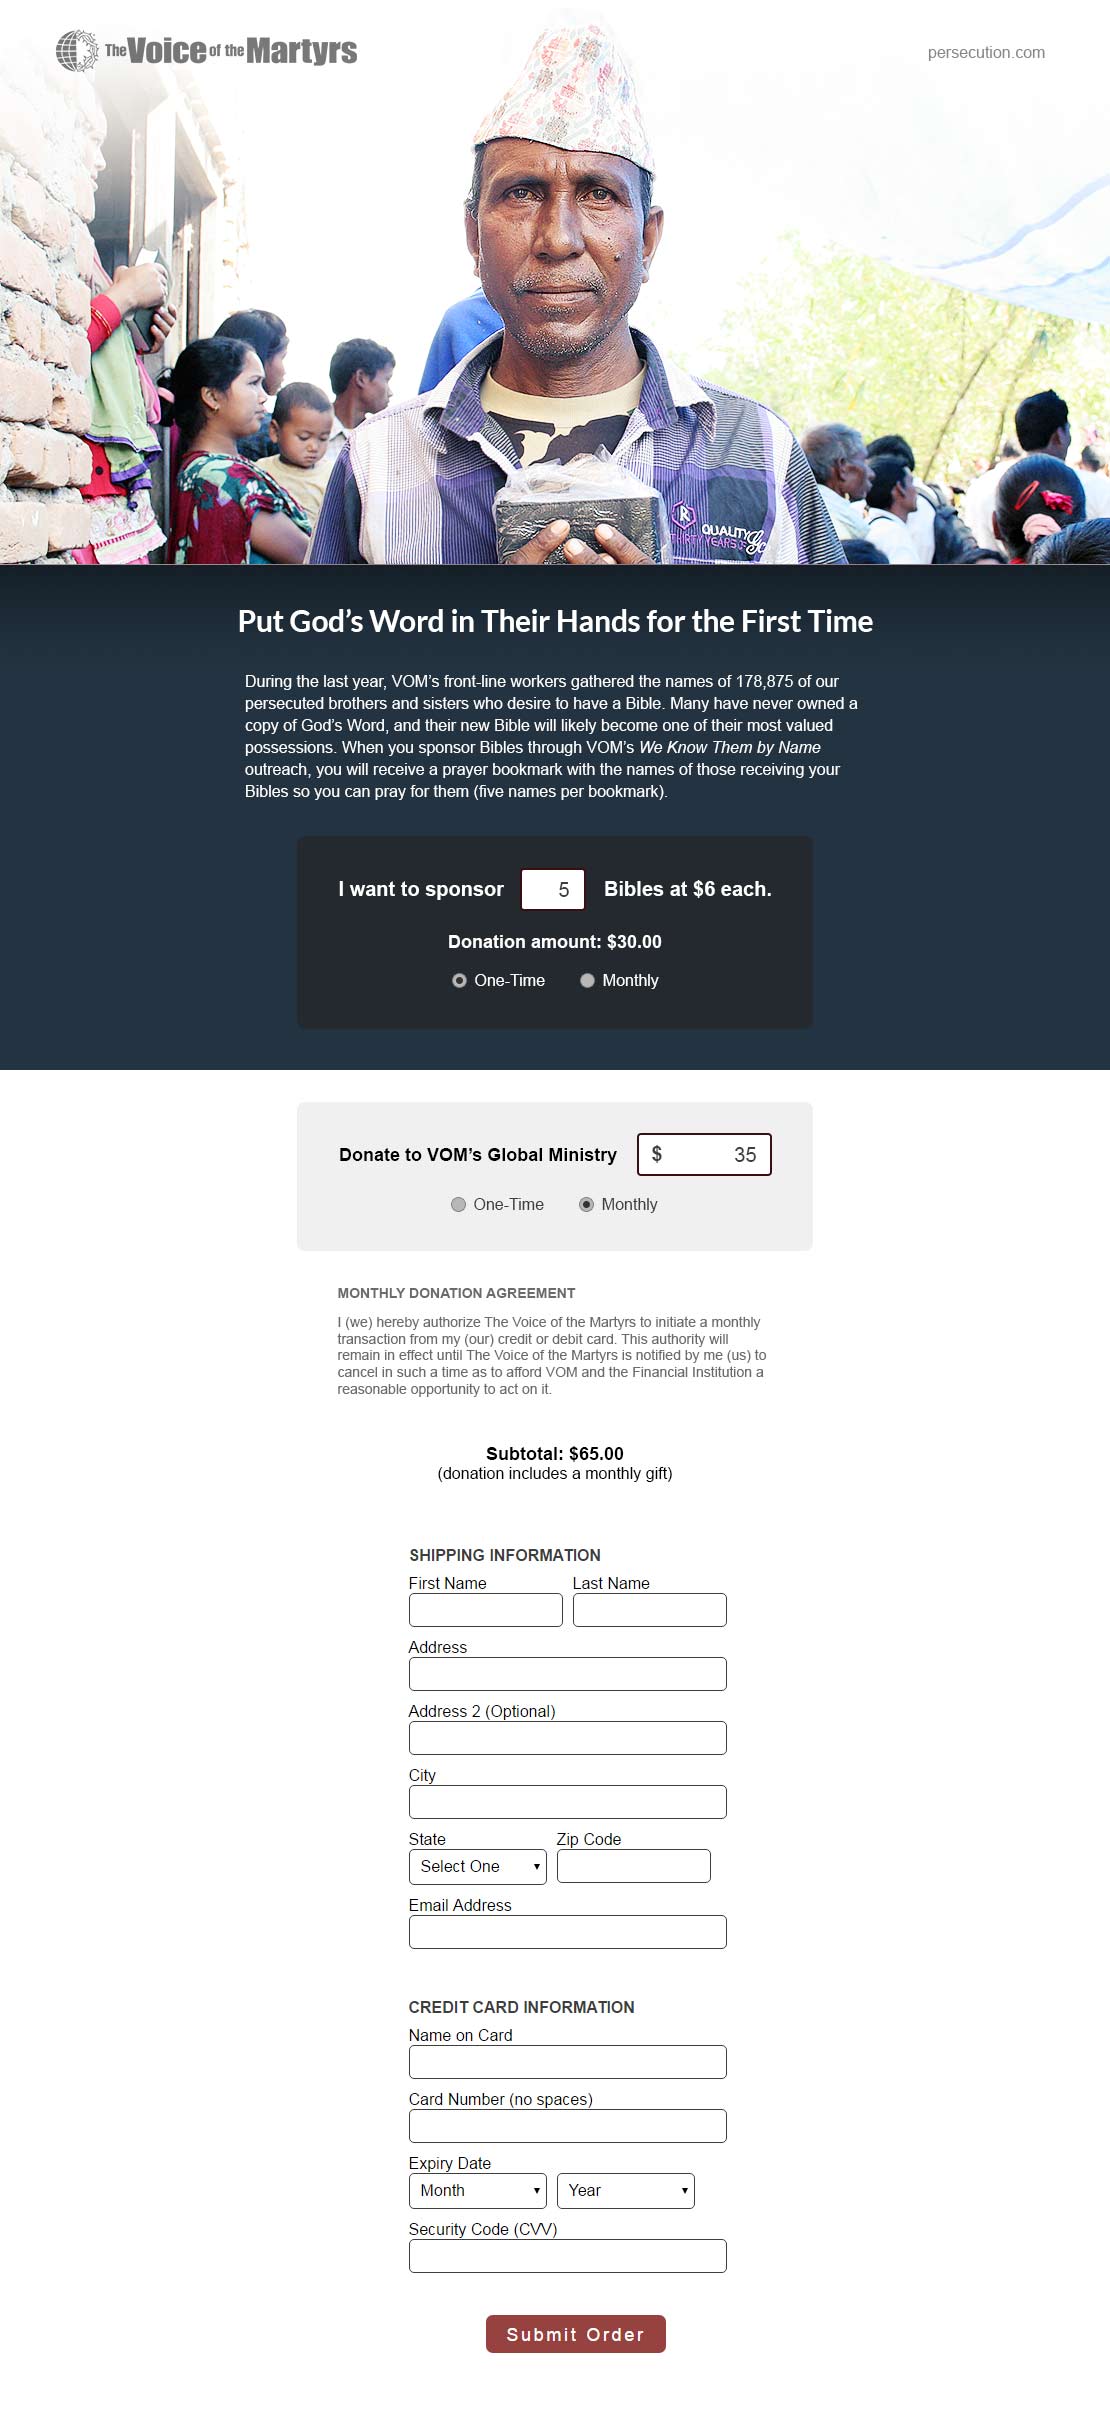 The Voice of the Martyrs
persecution.com
QUALITY
THIRTY YEARS
Put God's Word in Their Hands for the First Time
During the last year, VOM's front-line workers gathered the names of 178,875 of our
persecuted brothers and sisters who desire to have a Bible. Many have never owned a
copy of God's Word, and their new Bible will likely become one of their most valued
possessions. When you sponsor Bibles through VOM's We Know Them by Name
outreach, you will receive a prayer bookmark with the names of those receiving your
Bibles so you can pray for them (five names per bookmark).
I want to sponsor 5 Bibles at $6 each.
Donation amount: $30.00
One-Time Monthly
Donate to VOM's Global Ministry $ 35
One-Time Monthly
MONTHLY DONATION AGREEMENT
I (we) hereby authorize The Voice of the Martyrs to initiate a monthly
transaction from my (our) credit or debit card. This authority will
remain in effect until The Voice of the Martyrs is notified by me (us) to
cancel in such a time as to afford VOM and the Financial Institution a
reasonable opportunity to act on it.
Subtotal: $65.00
(donation includes a monthly gift)
SHIPPING INFORMATION
First Name Last Name
Address
Address 2 (Optional)
City
State Zip Code
Select One
Email Address
CREDIT CARD INFORMATION
Name on Card
Card Number (no spaces)
Expiry Date
Month Year
Security Code (CVV)
Submit Order